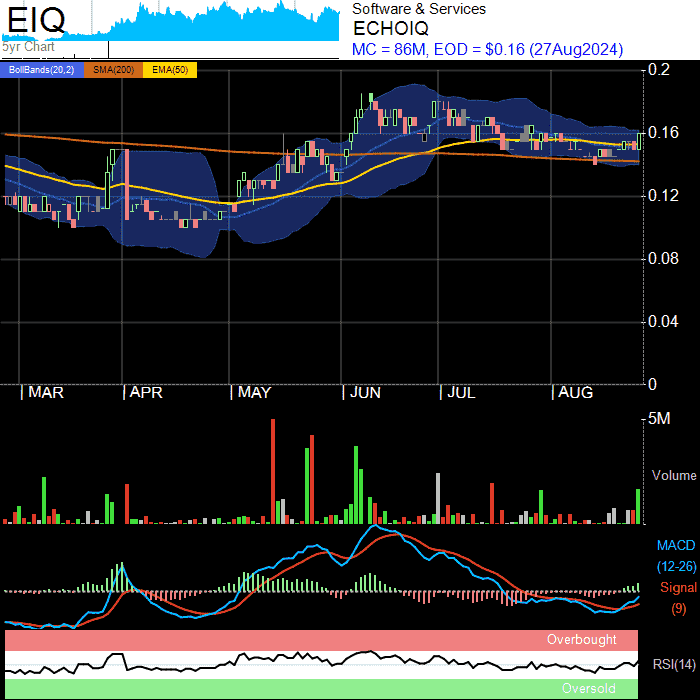 EIQ
5yr Chart
Software & Services
ECHOIQ
MC = 86M, EOD = $0.16 (27Aug2024)
BollBands(20,2) SMA(200) EMA(50)
0.2
0.16
0.12
0.08
0.04
0
MAR APR MAY JUN JUL AUG
5M
Volume
MACD
(12-26)
Signal
(9)
Overbought
RSI(14)
Oversold